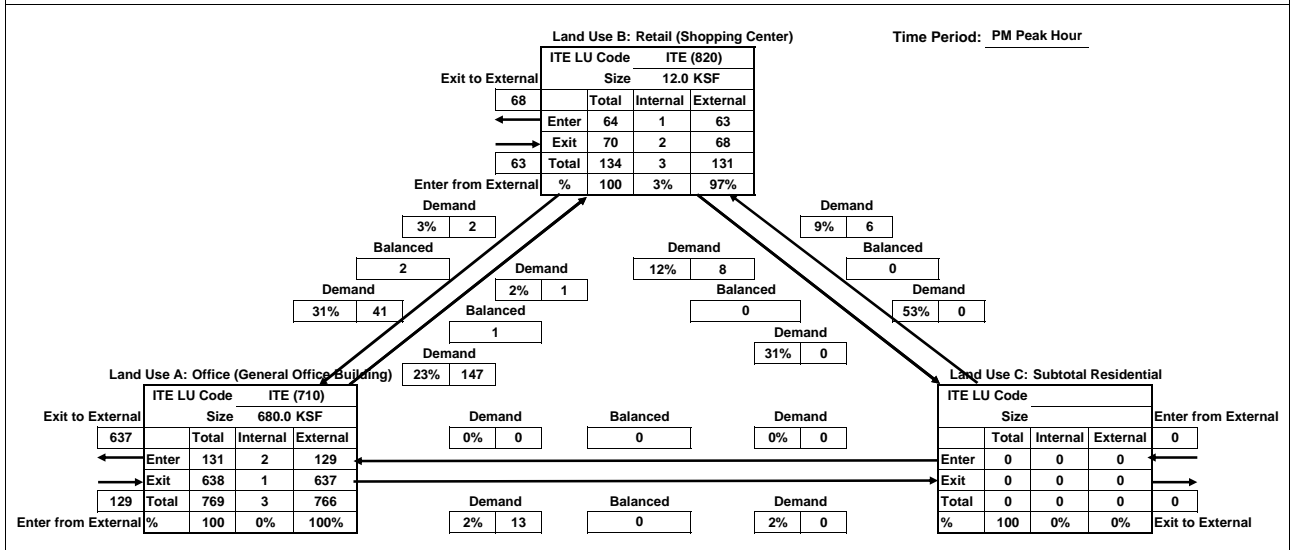 Land Use B: Retail (Shopping Center)
Time Period: PM Peak Hour
ITE LU Code ITE (820)
Exit to External Size 12.0 KSF
68 Total Internal External
Enter 64 1 63
Exit 70 2 68
63 Total 134 3 131
Enter from External % 100 3% 97%
Demand Demand
3% 2 9% 6
Balanced Demand Balanced
2 Demand 12% 8 0
Demand 2% 1 Balanced Demand
31% 41 Balanced 0 53% 0
1 Demand
Demand 31% 0
Land Use A: Office (General Office Building) 23% 147 Land Use C: Subtotal Residential
ITE LU Code ITE (710) ITE LU Code
Exit to External Size 680.0 KSF Demand Balanced Demand Size Enter from External
637 Total Internal External 0% 0 0 0% 0 Total Internal External 0
Enter 131 2 129 Enter 0 0 0
Exit 638 1 637 Exit 0 0 0
129 Total 769 3 766 Demand Balanced Demand Total 0 0 0 0
Enter from External % 100 0% 100% 2% 13 0 2% 0 % 100 0% 0% Exit to External